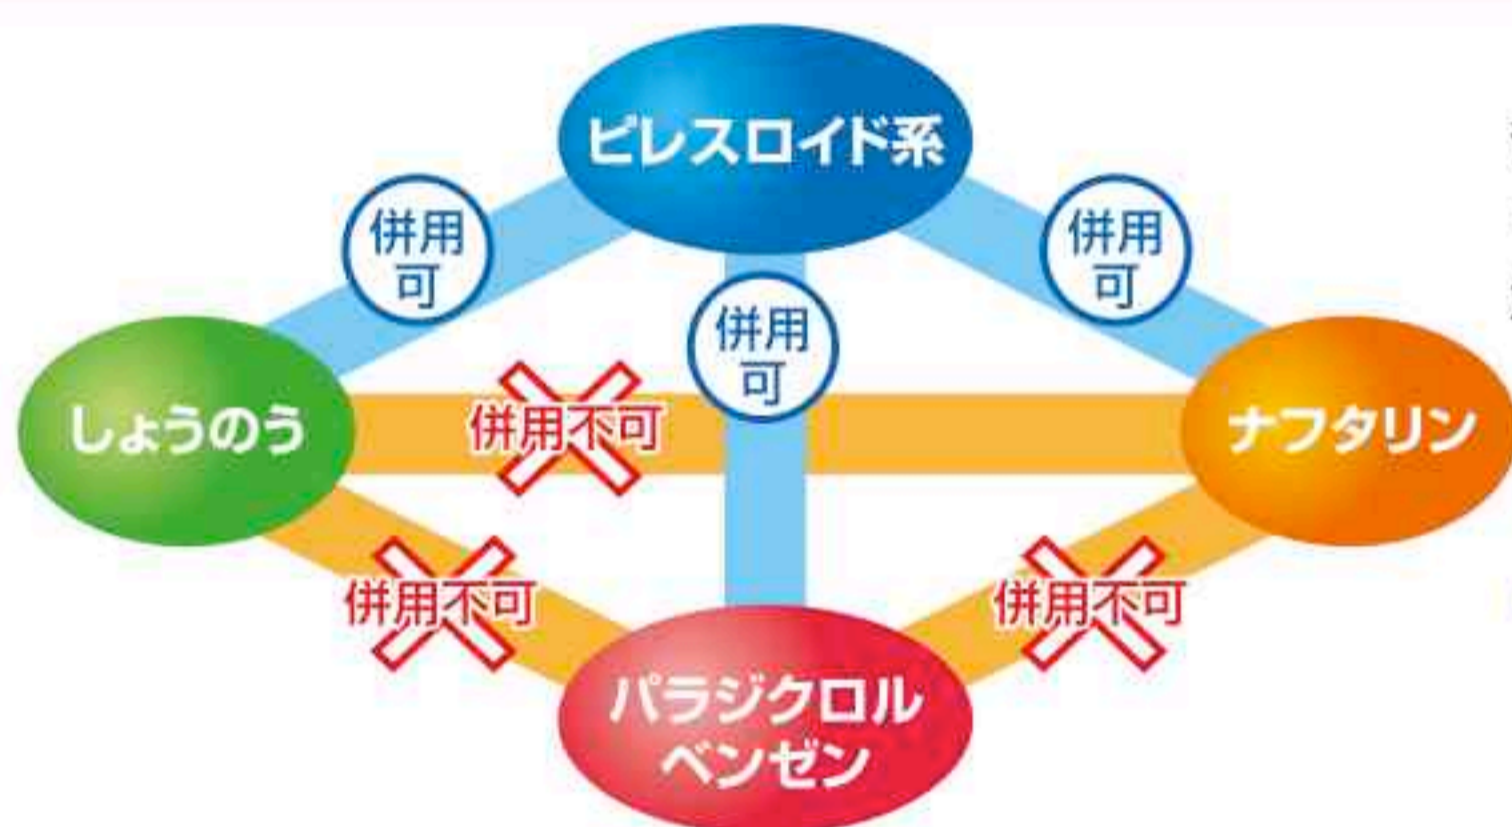 ピレスロイド系
併用
可
併用
可
併用
可
しょうのう
併用不可
ナフタリン
併用不可
併用不可
パラジクロル
ベンゼン